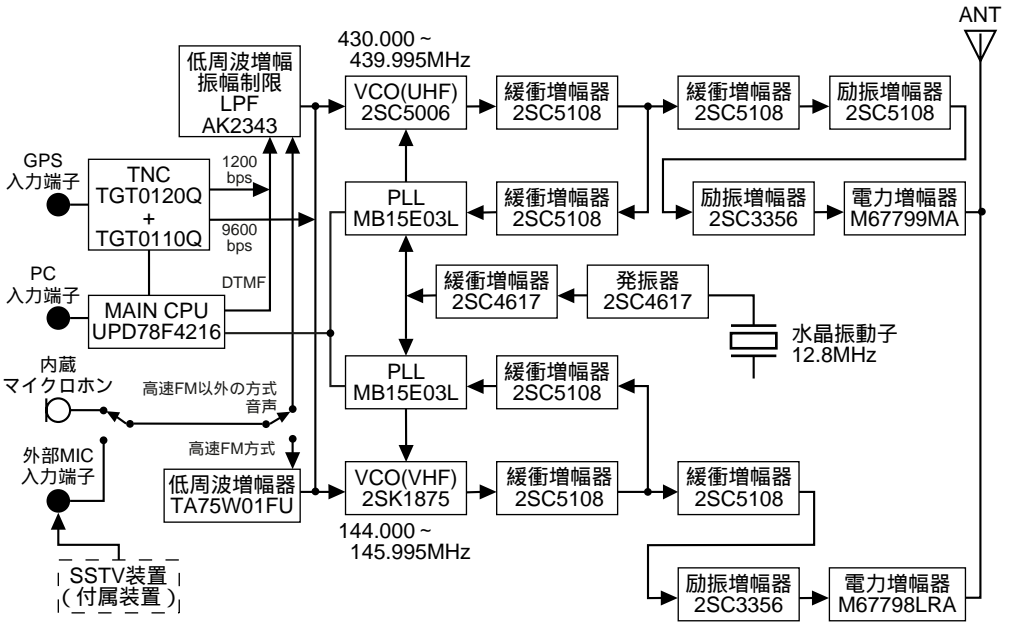 ANT
430.000 ~
439.995MHz
低周波増幅
振幅制限
LPF
AK2343
VCO(UHF)
2SC5006
緩衝増幅器
2SC5108
緩衝増幅器
2SC5108
励振増幅器
2SC5108
GPS
入力端子
TNC
TGT0120Q
+
TGT0110Q
1200
bps
9600
bps
PLL
MB15E03L
緩衝増幅器
2SC5108
励振増幅器
2SC3356
電力増幅器
M67799MA
PC
入力端子
DTMF
MAIN CPU
UPD78F4216
緩衝増幅器
2SC4617
発振器
2SC4617
水晶振動子
12.8MHz
内蔵
マイクロホン
高速FM以外の方式
音声
PLL
MB15E03L
緩衝増幅器
2SC5108
外部MIC
入力端子
高速FM方式
低周波増幅器
TA75W01FU
VCO(VHF)
2SK1875
緩衝増幅器
2SC5108
緩衝増幅器
2SC5108
144.000 ~
145.995MHz
SSTV装置
(付属装置)
励振増幅器
2SC3356
電力増幅器
M67798LRA